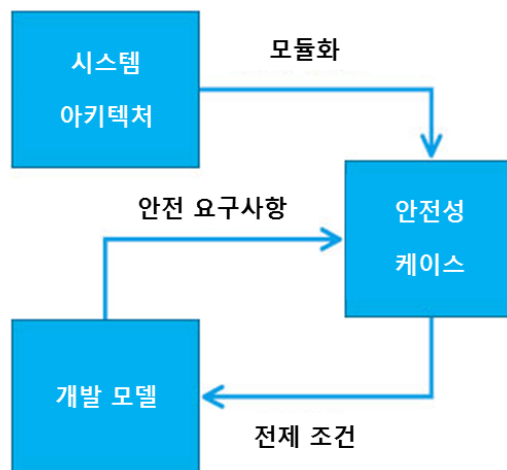 시스템
아키텍처
모듈화
안전 요구사항
안전성
케이스
개발 모델
전제 조건